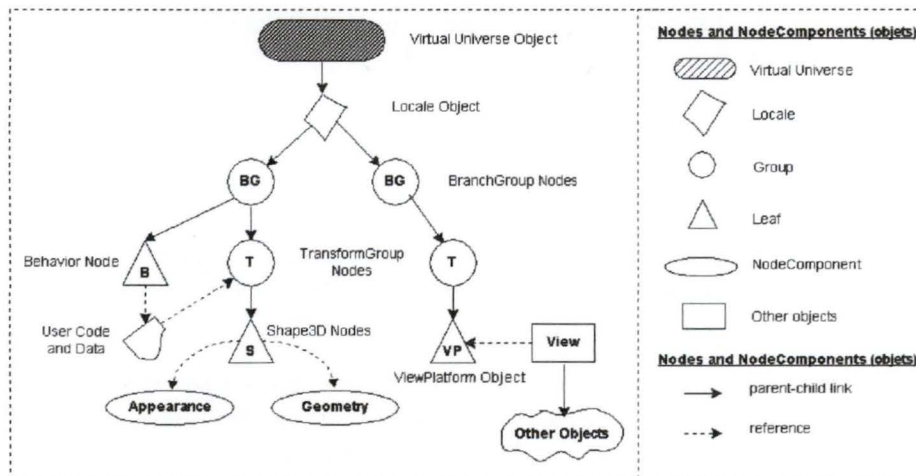 Virtual Universe Object
Locale Object
BG
BG
BranchGroup Nodes
Behavior Node
B
T
TransformGroup
Nodes
T
User Code
and Data
Shape3D Nodes
S
VP
View
ViewPlatform Object
Appearance
Geometry
Other Objects
Nodes and NodeComponents (objets)
Virtual Universe
Locale
Group
Leaf
NodeComponent
Other objects
Nodes and NodeComponents (objets)
parent-child link
reference